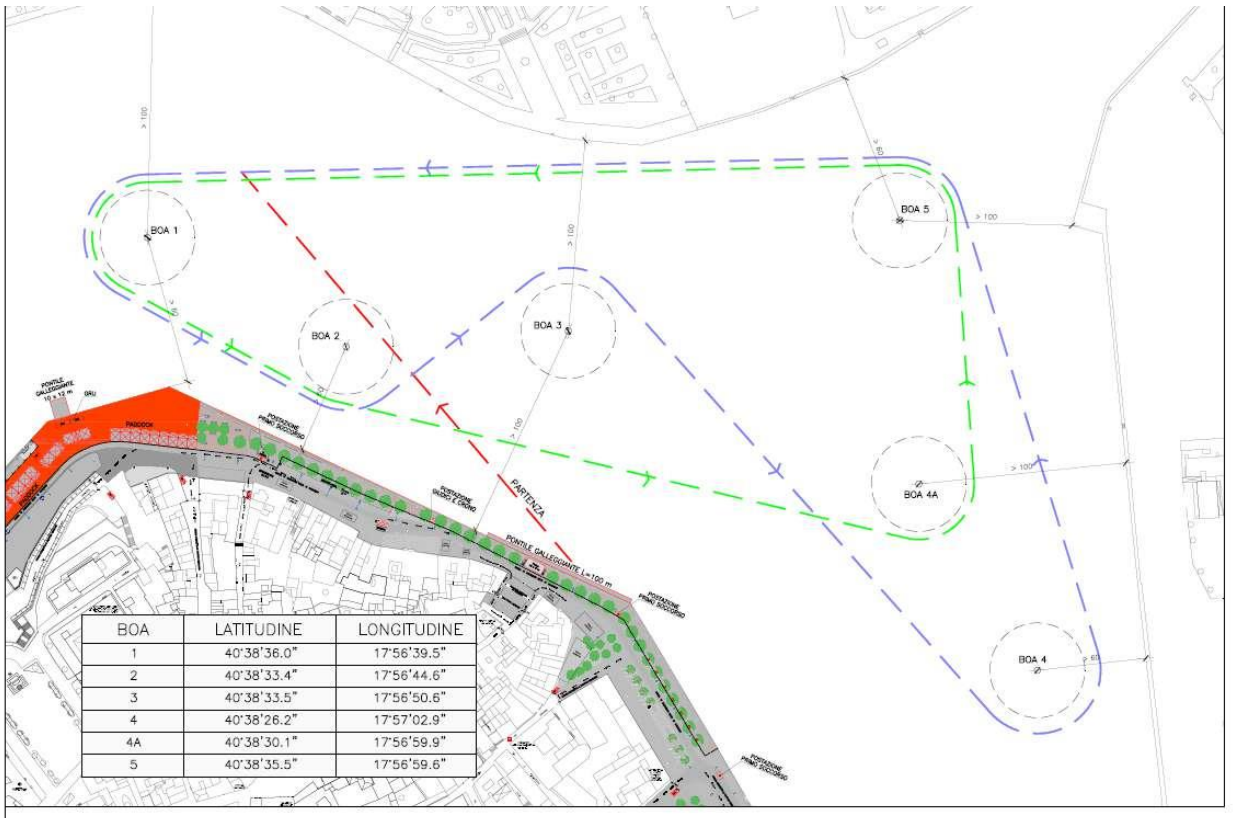 > 100
> 60
> 100
BOA 5
> 100
BOA 1
> 60
BOA 2
BOA 3
> 100
> 100
BOA 4A
> 100
PONTILE
GALLEGGIANTE
10 x 12 m
GRU
PADDOCK
POSTAZIONE
PRIMO SOCCORSO
POSTAZIONE
GIUDICI E CRONO
PARTENZA
PONTILE GALLEGGIANTE L=100 m
POSTAZIONE
PRIMO SOCCORSO
BOA 4
> 60
BOA LATITUDINE LONGITUDINE
1 40°38'36.0" 17°56'39.5"
2 40°38'33.4" 17°56'44.6"
3 40°38'33.5" 17°56'50.6"
4 40°38'26.2" 17°57'02.9"
4A 40°38'30.1" 17°56'59.9"
5 40°38'35.5" 17°56'59.6"
POSTAZIONE
PRIMO SOCCORSO